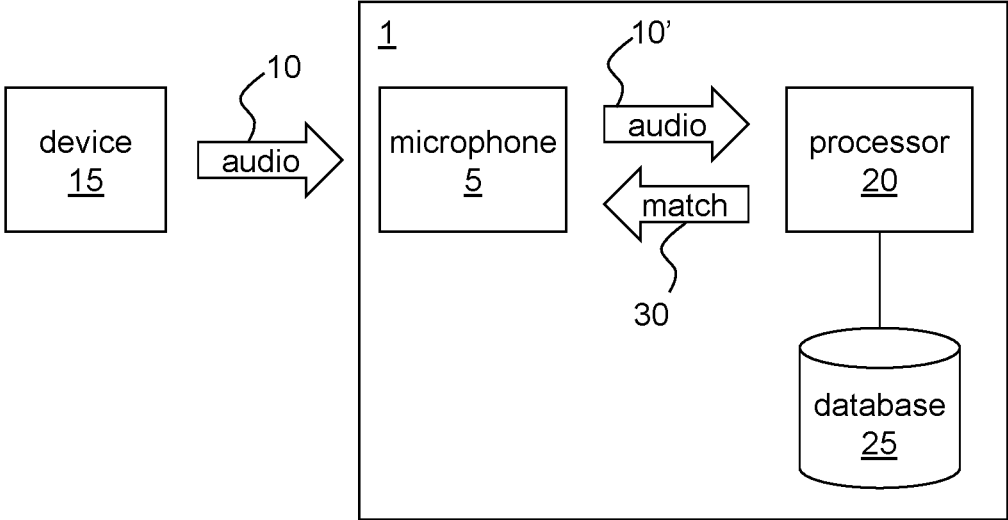 1
10
10’
device
15
audio
microphone
5
audio
match
processor
20
30
database
25